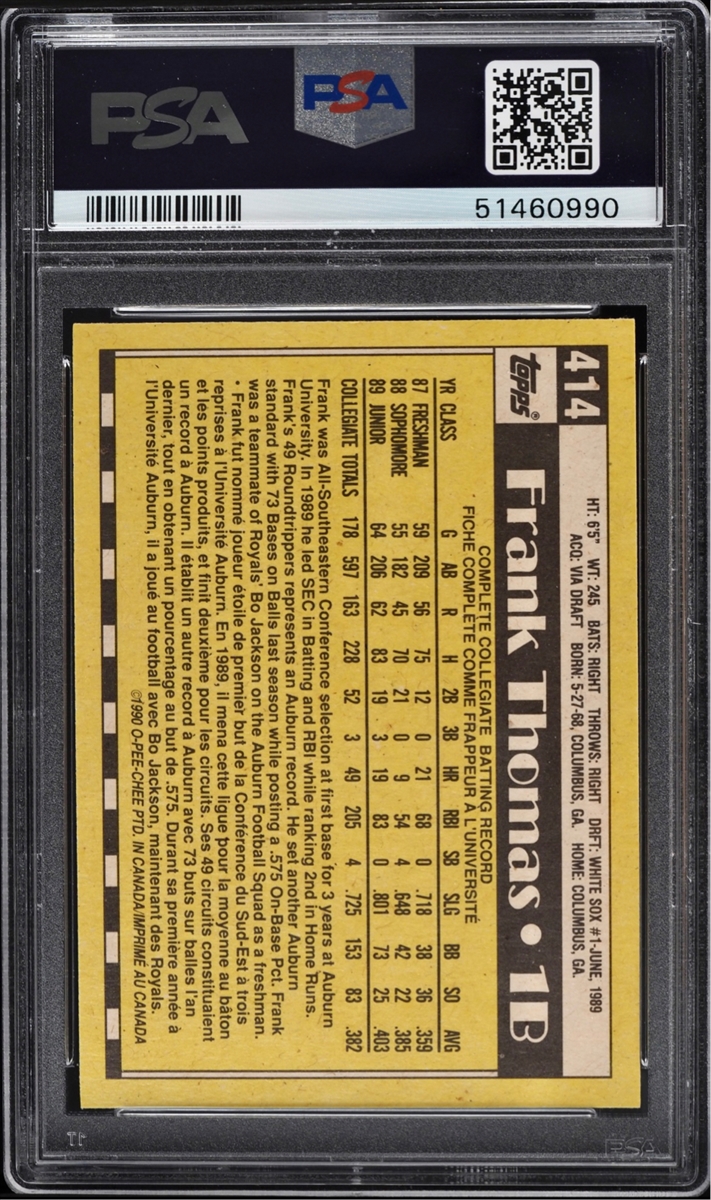 PSA
PSA
51460990
414
HT: 6'5" WT: 245 BATS: RIGHT THROWS: RIGHT DRFT: WHITE SOX #1-JUNE, 1989
ACQ: VIA DRAFT BORN: 5-27-68, COLUMBUS, GA. HOME: COLUMBUS, GA.
topps®
Frank Thomas • 1B
COMPLETE COLLEGIATE BATTING RECORD
FICHE COMPLÈTE COMME FRAPPEUR À L'UNIVERSITÉ
YR CLASS G AB R H 2B 3B HR RBI SB SLG BB SO AVG
87 FRESHMAN 59 209 56 75 12 0 21 68 0 .718 38 36 .359
88 SOPHOMORE 55 182 45 70 21 0 9 54 4 .648 42 22 .385
89 JUNIOR 64 206 62 83 19 3 19 83 0 .801 73 25 .403
COLLEGIATE TOTALS 178 597 163 228 52 3 49 205 4 .725 153 83 .382
Frank was All-Southeastern Conference selection at first base for 3 years at Auburn
University. In 1989 he led SEC in Batting and RBI while ranking 2nd in Home Runs.
Frank's 49 Roundtrippers represents an Auburn record. He set another Auburn
standard with 73 Bases on Balls last season while posting a .575 On-Base Pct. Frank
was a teammate of Royals' Bo Jackson on the Auburn Football Squad as a freshman.
• Frank fut nommé joueur étoile de premier but de la Conférence du Sud-Est à trois
reprises à l'Université Auburn. En 1989, il mena cette ligue pour la moyenne au bâton
et les points produits, et finit deuxième pour les circuits. Ses 49 circuits constituaient
un record à Auburn. Il établit un autre record à Auburn avec 73 buts sur balles l'an
dernier, tout en obtenant un pourcentage au but de .575. Durant sa première année à
l'Université Auburn, il a joué au football avec Bo Jackson, maintenant des Royals.
©1990 O-PEE-CHEE PTD. IN CANADA/IMPRIMÉ AU CANADA
PSA